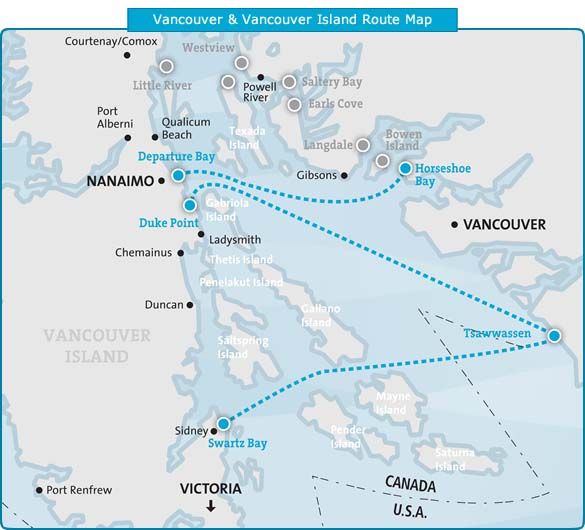 Vancouver & Vancouver Island Route Map
Courtenay/Comox
Westview
Little River
Powell
River
Saltery Bay
Earls Cove
Port
Alberni
Qualicum
Beach
Texada
Island
Langdale
Bowen
Island
Departure Bay
NANAIMO
Gibsons
Horseshoe
Bay
Gabriola
Island
Duke Point
VANCOUVER
Ladysmith
Chemainus
Thetis Island
Penelakut Island
Duncan
Galiano
Island
VANCOUVER
ISLAND
Saltspring
Island
Tsawwassen
Mayne
Island
Sidney
Swartz Bay
Pender
Island
Saturna
Island
Port Renfrew
VICTORIA
CANADA
U.S.A.